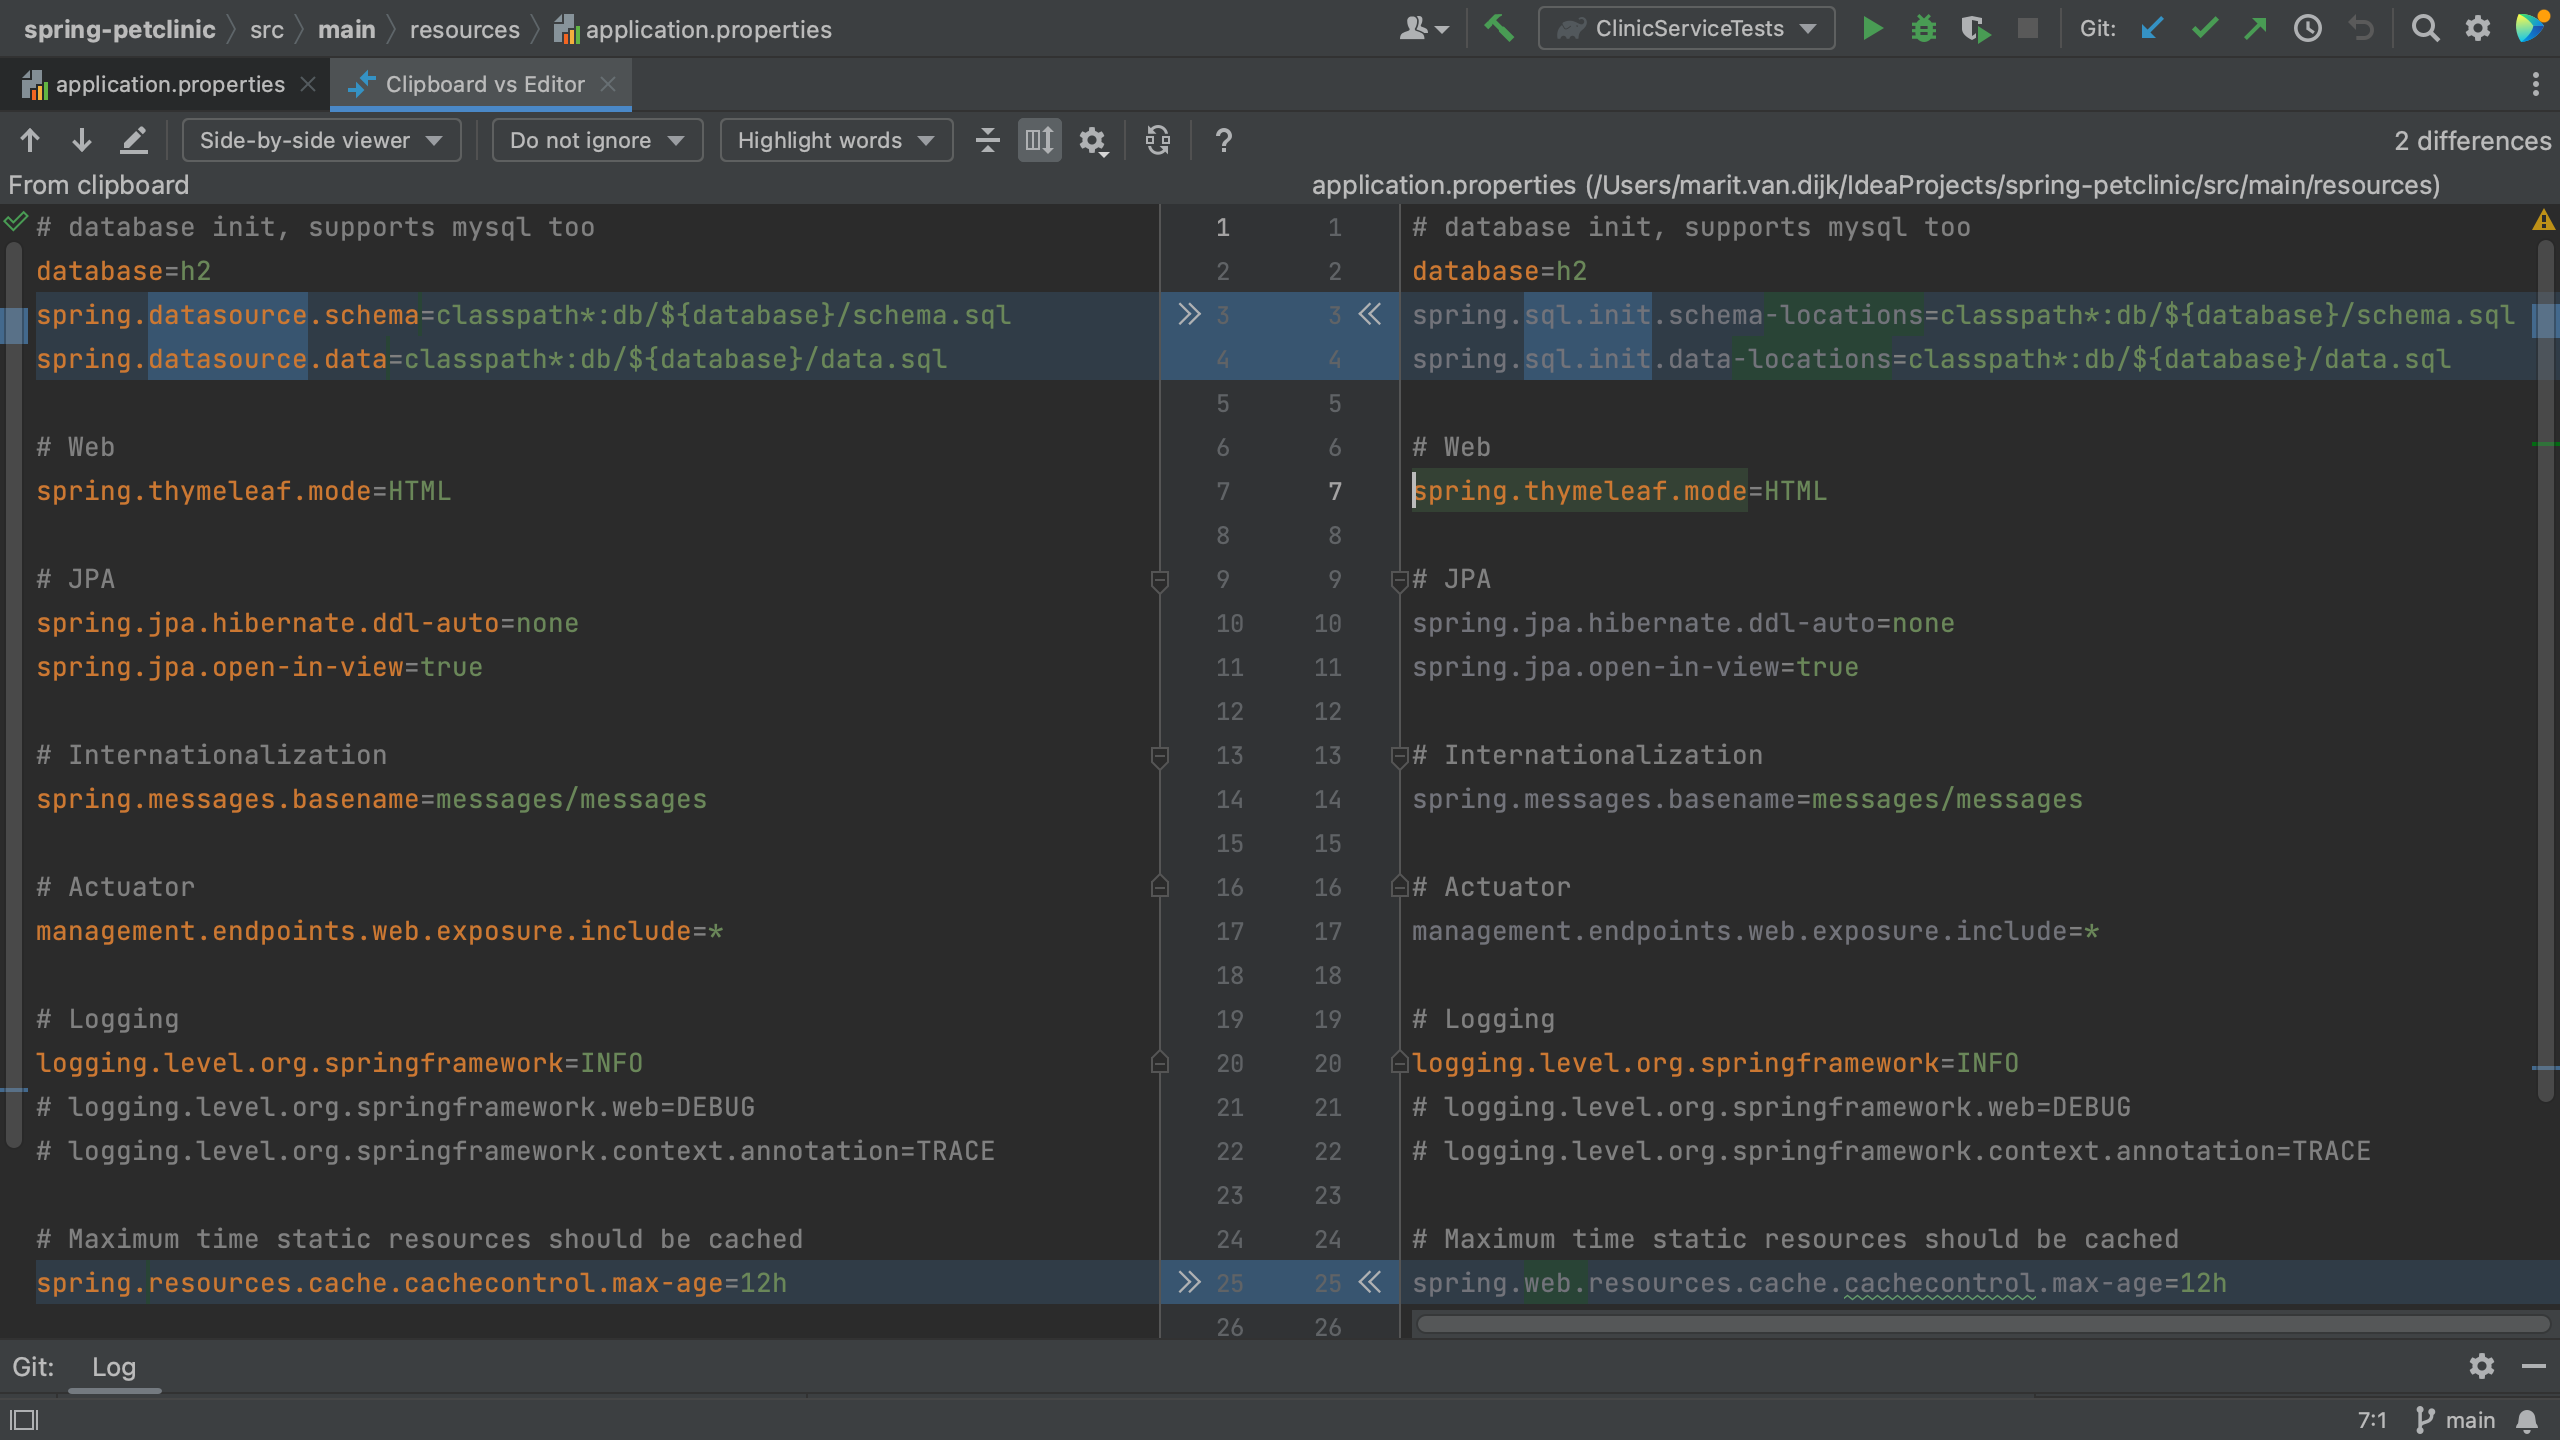 spring-petclinic src main resources application.properties ClinicServiceTests Git:
application.properties Clipboard vs Editor
Side-by-side viewer Do not ignore Highlight words ? 2 differences
From clipboard application.properties (/Users/marit.van.dijk/IdeaProjects/spring-petclinic/src/main/resources)
# database init, supports mysql too 1 1 # database init, supports mysql too
database=h2 2 2 database=h2
spring.datasource.schema=classpath*:db/${database}/schema.sql 3 3 spring.sql.init.schema-locations=classpath*:db/${database}/schema.sql
spring.datasource.data=classpath*:db/${database}/data.sql 4 4 spring.sql.init.data-locations=classpath*:db/${database}/data.sql
5 5
# Web 6 6 # Web
spring.thymeleaf.mode=HTML 7 7 spring.thymeleaf.mode=HTML
8 8
# JPA 9 9 # JPA
spring.jpa.hibernate.ddl-auto=none 10 10 spring.jpa.hibernate.ddl-auto=none
spring.jpa.open-in-view=true 11 11 spring.jpa.open-in-view=true
12 12
# Internationalization 13 13 # Internationalization
spring.messages.basename=messages/messages 14 14 spring.messages.basename=messages/messages
15 15
# Actuator 16 16 # Actuator
management.endpoints.web.exposure.include=* 17 17 management.endpoints.web.exposure.include=*
18 18
# Logging 19 19 # Logging
logging.level.org.springframework=INFO 20 20 logging.level.org.springframework=INFO
# logging.level.org.springframework.web=DEBUG 21 21 # logging.level.org.springframework.web=DEBUG
# logging.level.org.springframework.context.annotation=TRACE 22 22 # logging.level.org.springframework.context.annotation=TRACE
23 23
# Maximum time static resources should be cached 24 24 # Maximum time static resources should be cached
spring.resources.cache.cachecontrol.max-age=12h 25 25 spring.web.resources.cache.cachecontrol.max-age=12h
26 26
Git: Log
7:1 main